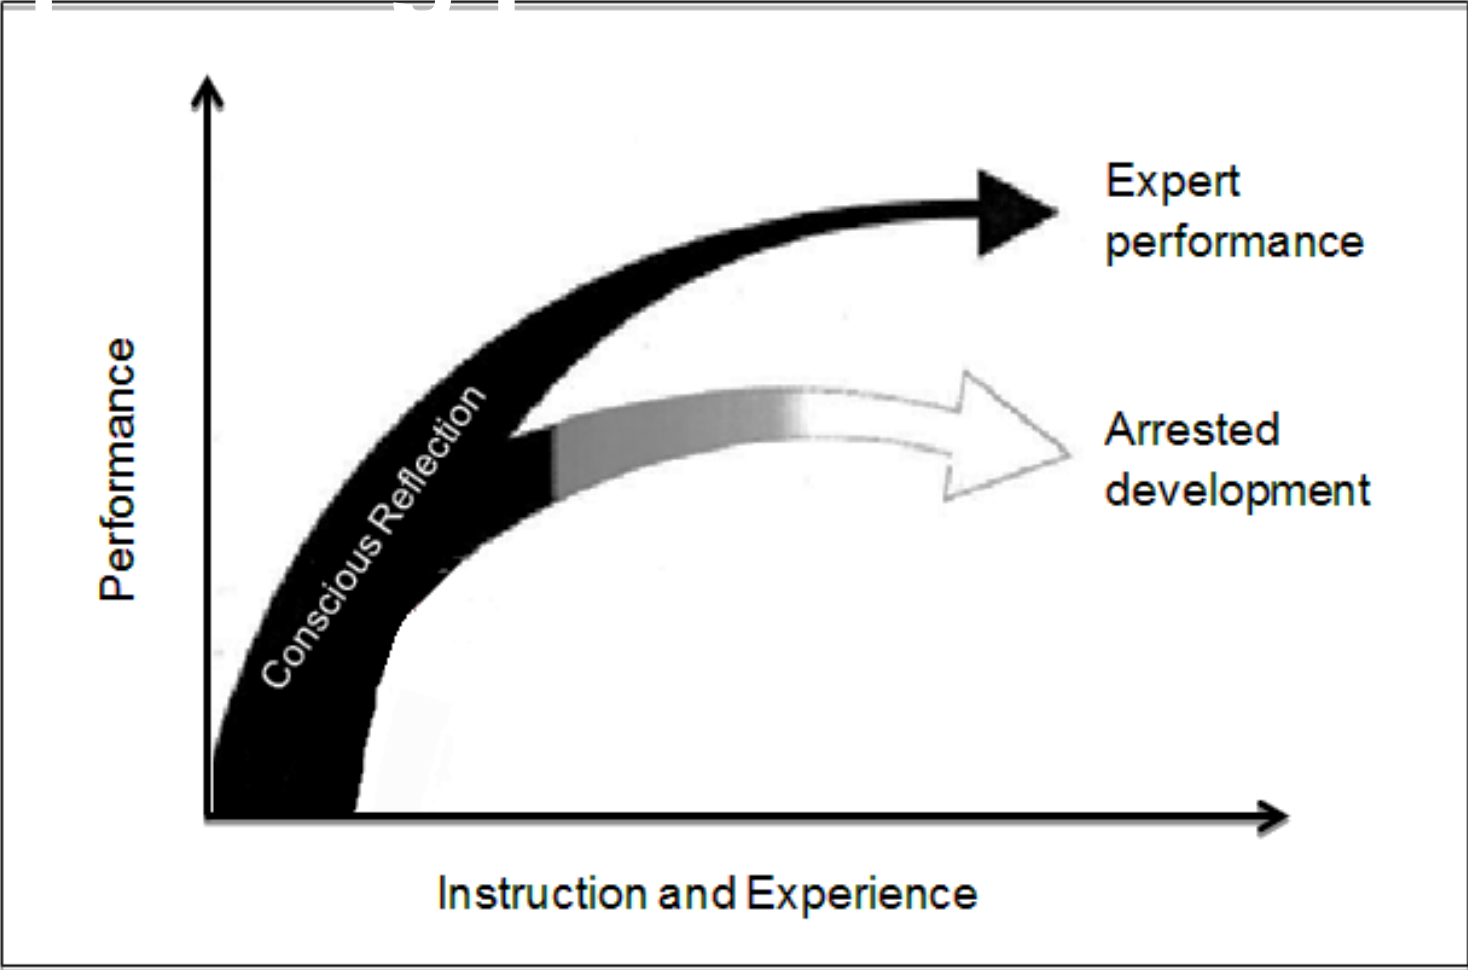 Expert
performance
Performance
Conscious Reflection
Arrested
development
Instruction and Experience